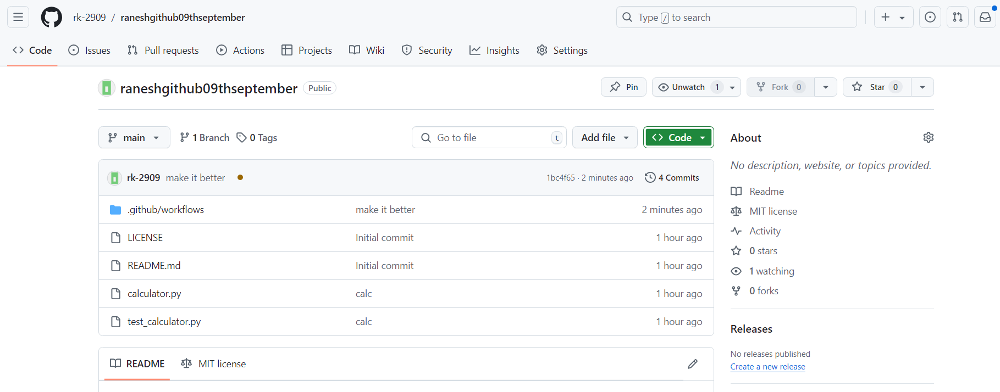 rk-2909 / raneshgithub09thseptember
Type / to search
Code Issues Pull requests Actions Projects Wiki Security Insights Settings
raneshgithub09thseptember Public
Pin Unwatch 1 Fork 0 Star 0
main 1 Branch 0 Tags Go to file t Add file Code
rk-2909 make it better 1bc4f65 · 2 minutes ago 4 Commits
.github/workflows make it better 2 minutes ago
LICENSE Initial commit 1 hour ago
README.md Initial commit 1 hour ago
calculator.py calc 1 hour ago
test_calculator.py calc 1 hour ago
README MIT license
About
No description, website, or topics provided.
Readme
MIT license
Activity
0 stars
1 watching
0 forks
Releases
No releases published
Create a new release